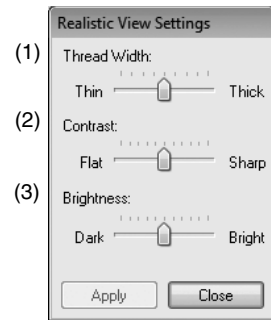 Realistic View Settings
(1) Thread Width:
Thin Thick
(2) Contrast:
Flat Sharp
(3) Brightness:
Dark Bright
Apply Close